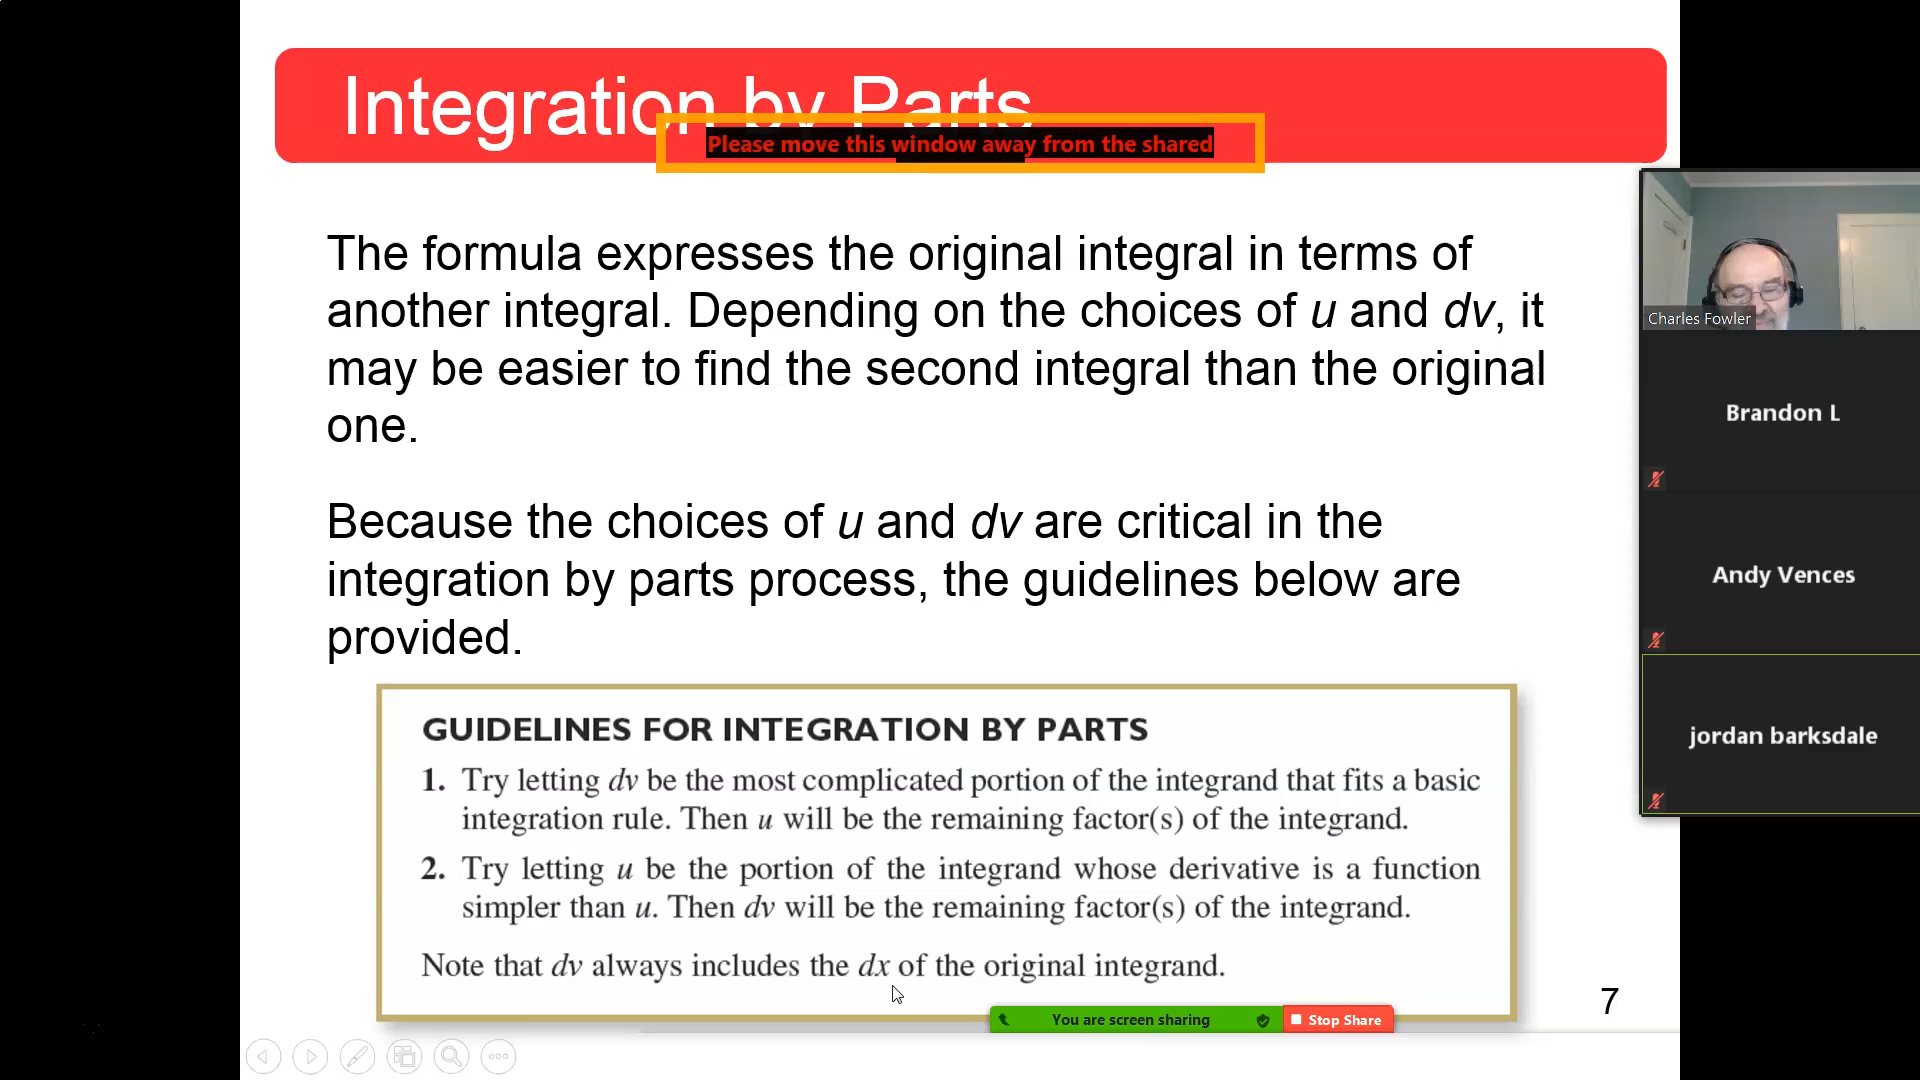 Integration by Parts
Please move this window away from the shared
The formula expresses the original integral in terms of
another integral. Depending on the choices of u and dv, it
may be easier to find the second integral than the original
one.
Because the choices of u and dv are critical in the
integration by parts process, the guidelines below are
provided.
GUIDELINES FOR INTEGRATION BY PARTS
1. Try letting dv be the most complicated portion of the integrand that fits a basic
integration rule. Then u will be the remaining factor(s) of the integrand.
2. Try letting u be the portion of the integrand whose derivative is a function
simpler than u. Then dv will be the remaining factor(s) of the integrand.
Note that dv always includes the dx of the original integrand.
7
You are screen sharing
Stop Share
Charles Fowler
Brandon L
Andy Vences
jordan barksdale